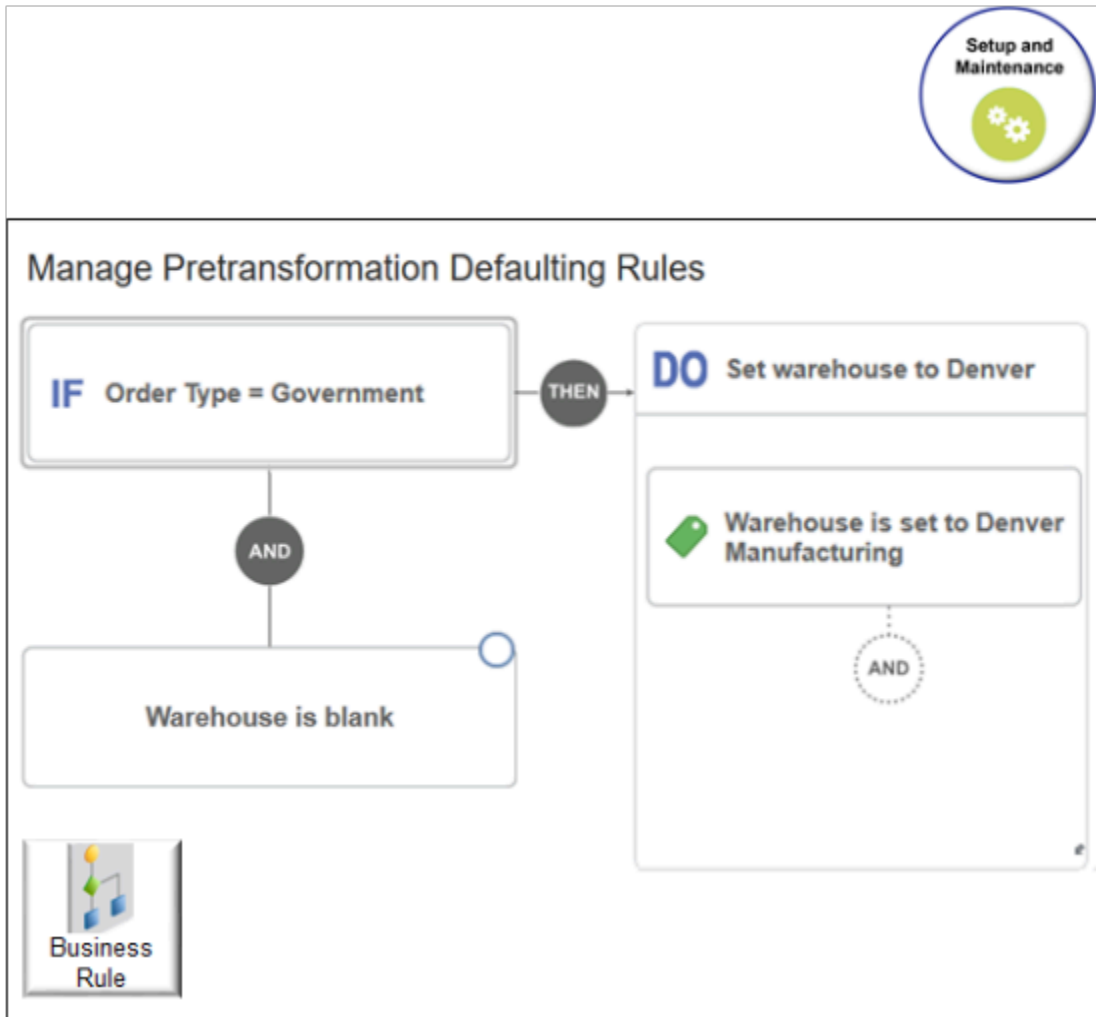 Setup and
Maintenance
Manage Pretransformation Defaulting Rules
IF Order Type = Government
THEN
DO Set warehouse to Denver
AND
Warehouse is set to Denver
Manufacturing
AND
Warehouse is blank
Business
Rule